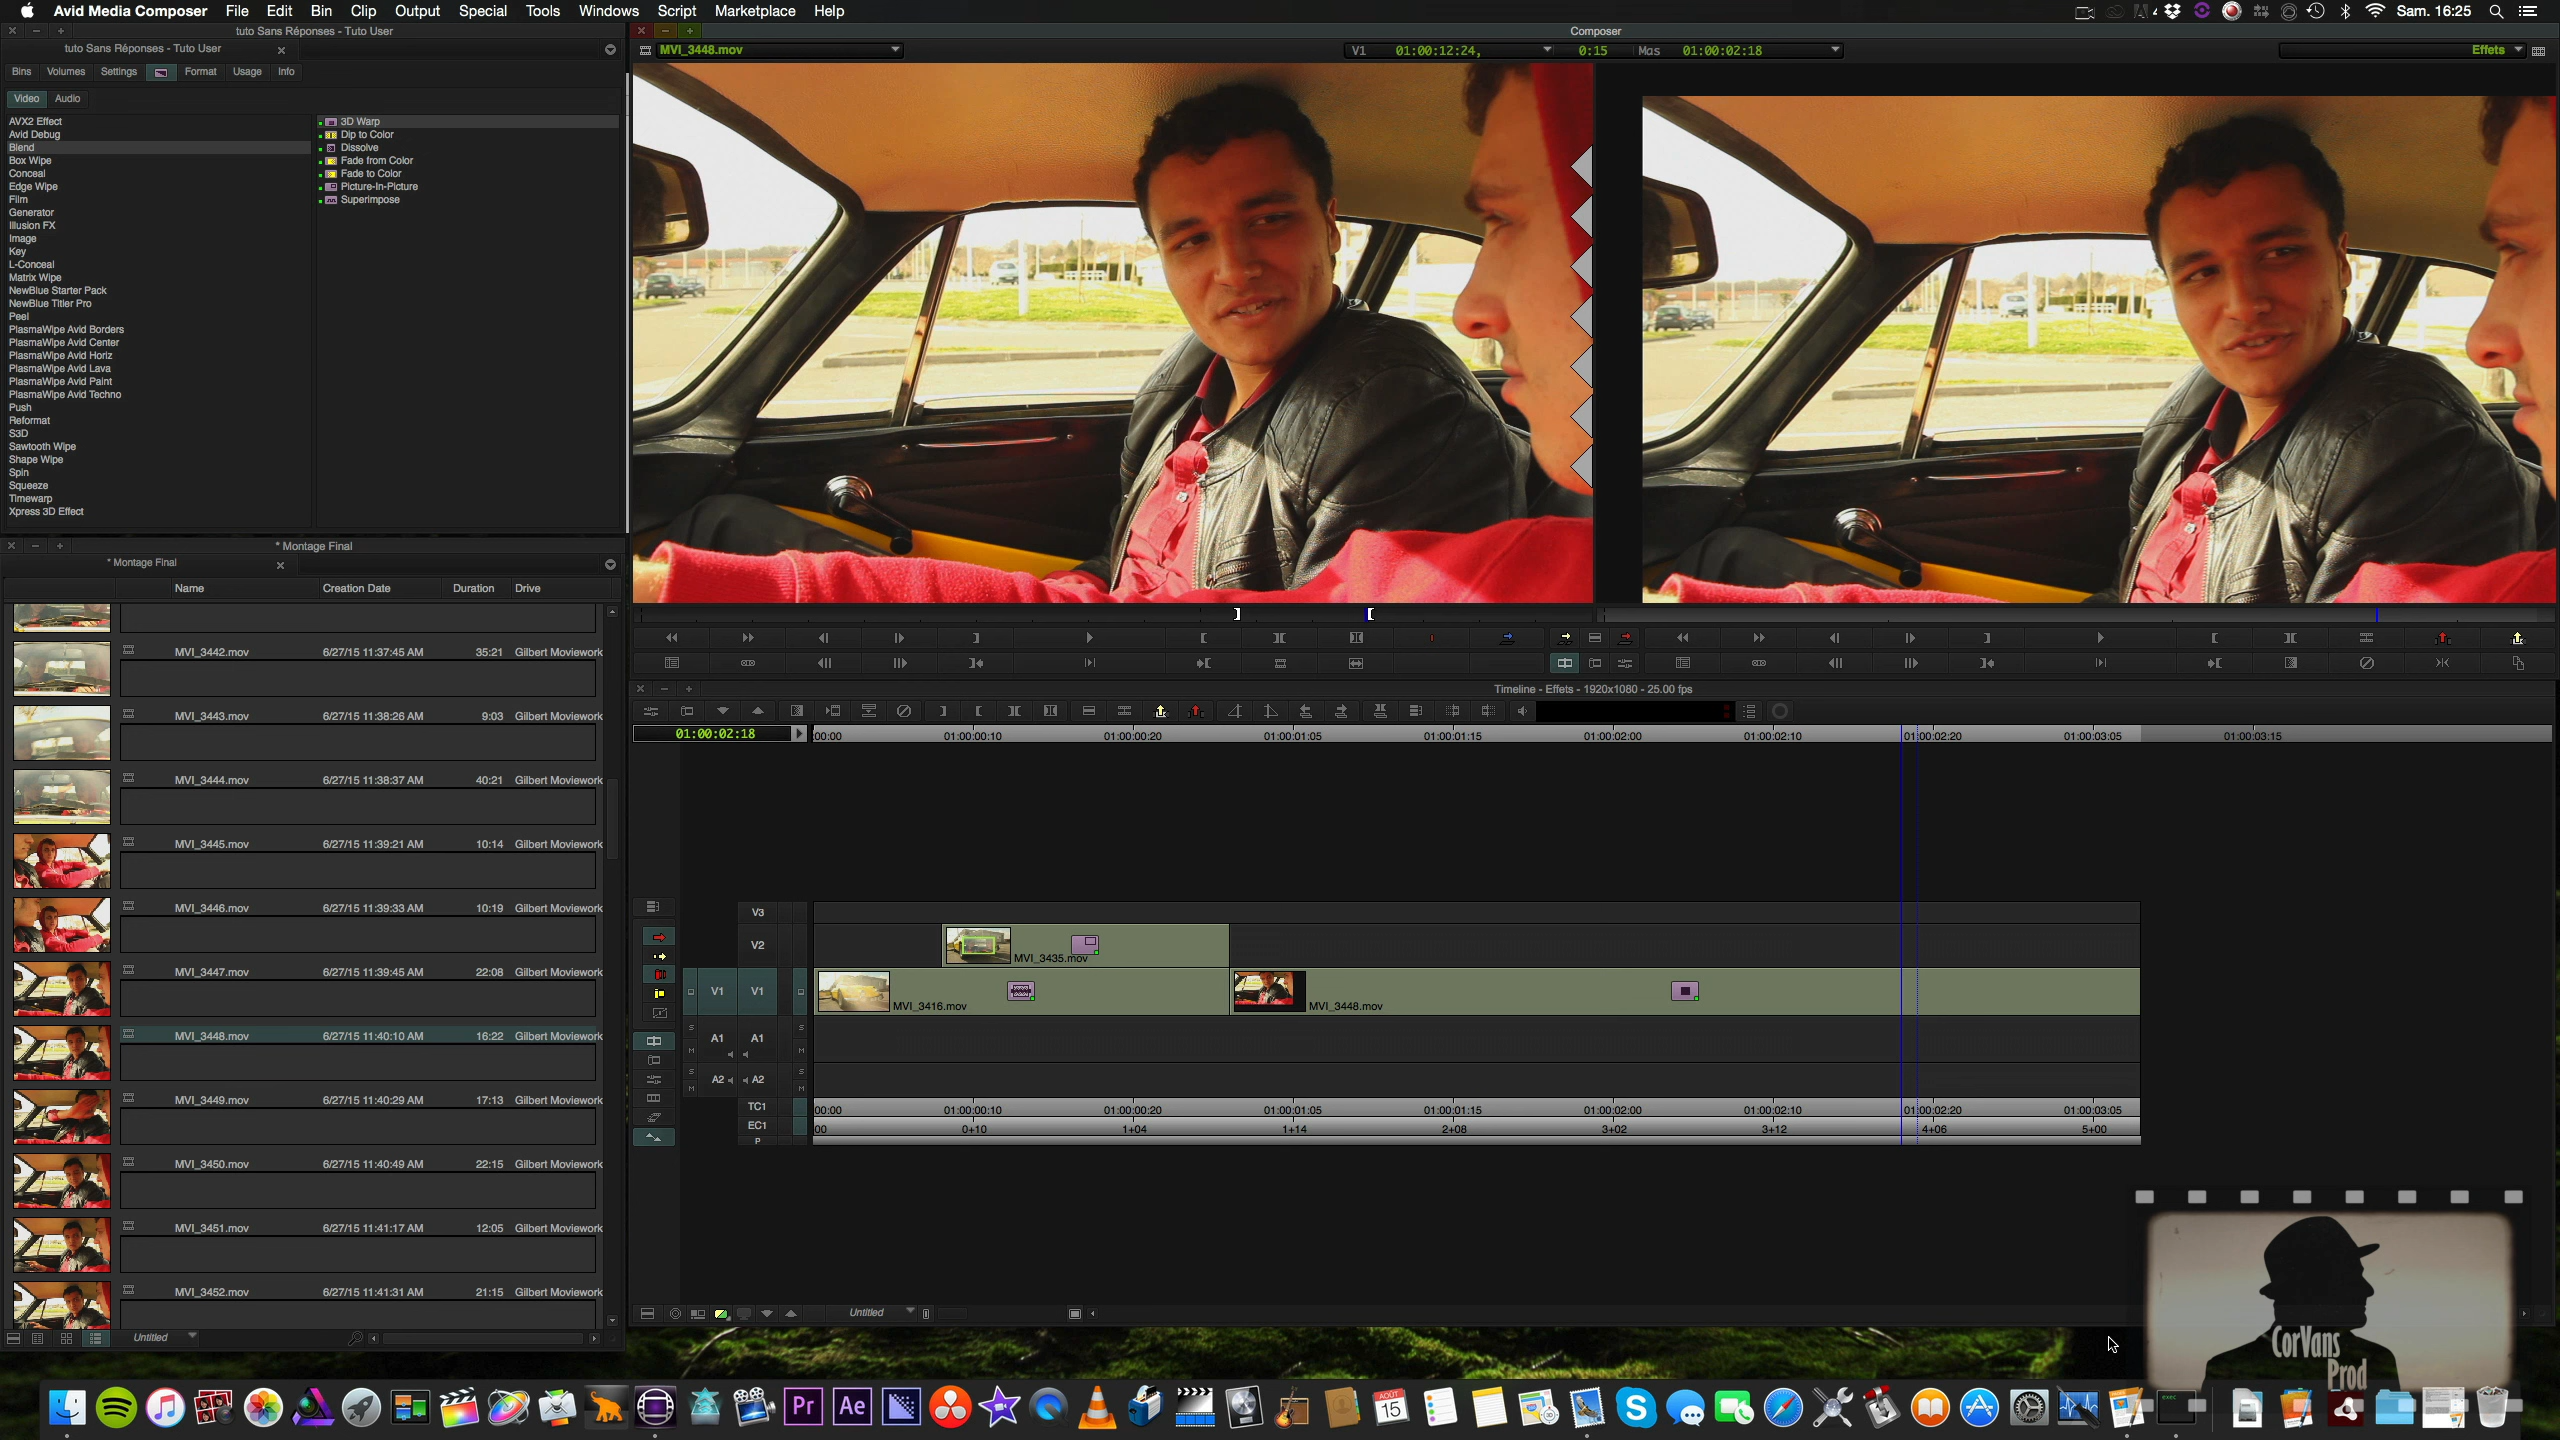 Avid Media Composer File Edit Bin Clip Output Special Tools Windows Script Marketplace Help
Sam. 16:25
tuto Sans Réponses - Tuto User
tuto Sans Réponses - Tuto User
Bins Volumes Settings Format Usage Info
Video Audio
AVX2 Effect
Avid Debug
Blend
Box Wipe
Conceal
Edge Wipe
Film
Generator
Illusion FX
Image
Key
L-Conceal
Matrix Wipe
NewBlue Starter Pack
NewBlue Titler Pro
Peel
PlasmaWipe Avid Borders
PlasmaWipe Avid Center
PlasmaWipe Avid Horiz
PlasmaWipe Avid Lava
PlasmaWipe Avid Paint
PlasmaWipe Avid Techno
Push
Reformat
S3D
Sawtooth Wipe
Shape Wipe
Spin
Squeeze
Timewarp
Xpress 3D Effect
3D Warp
Dip to Color
Dissolve
Fade from Color
Fade to Color
Picture-In-Picture
Superimpose
Composer
MVI_3448.mov
V1 01:00:12:24, 0:15 Mas 01:00:02:18
Effets
* Montage Final
* Montage Final
Name Creation Date Duration Drive
MVI_3442.mov 6/27/15 11:37:45 AM 35:21 Gilbert Moviework
MVI_3443.mov 6/27/15 11:38:26 AM 9:03 Gilbert Moviework
MVI_3444.mov 6/27/15 11:38:37 AM 40:21 Gilbert Moviework
MVI_3445.mov 6/27/15 11:39:21 AM 10:14 Gilbert Moviework
MVI_3446.mov 6/27/15 11:39:33 AM 10:19 Gilbert Moviework
MVI_3447.mov 6/27/15 11:39:45 AM 22:08 Gilbert Moviework
MVI_3448.mov 6/27/15 11:40:10 AM 16:22 Gilbert Moviework
MVI_3449.mov 6/27/15 11:40:29 AM 17:13 Gilbert Moviework
MVI_3450.mov 6/27/15 11:40:49 AM 22:15 Gilbert Moviework
MVI_3451.mov 6/27/15 11:41:17 AM 12:05 Gilbert Moviework
MVI_3452.mov 6/27/15 11:41:31 AM 21:15 Gilbert Moviework
Untitled
Timeline - Effets - 1920x1080 - 25.00 fps
01:00:02:18
:00:00 01:00:00:10 01:00:00:20 01:00:01:05 01:00:01:15 01:00:02:00 01:00:02:10 01:00:02:20 01:00:03:05 01:00:03:15
V3
V2 MVI_3435.mov
V1 V1 MVI_3416.mov MVI_3448.mov
S A1 A1 S
M M
S A2 A2 S
M M
TC1 00:00 01:00:00:10 01:00:00:20 01:00:01:05 01:00:01:15 01:00:02:00 01:00:02:10 01:00:02:20 01:00:03:05
EC1 00 0+10 1+04 1+14 2+08 3+02 3+12 4+06 5+00
P
Untitled
CorVans
Prod
Pr Ae
AOÛT
15
exec